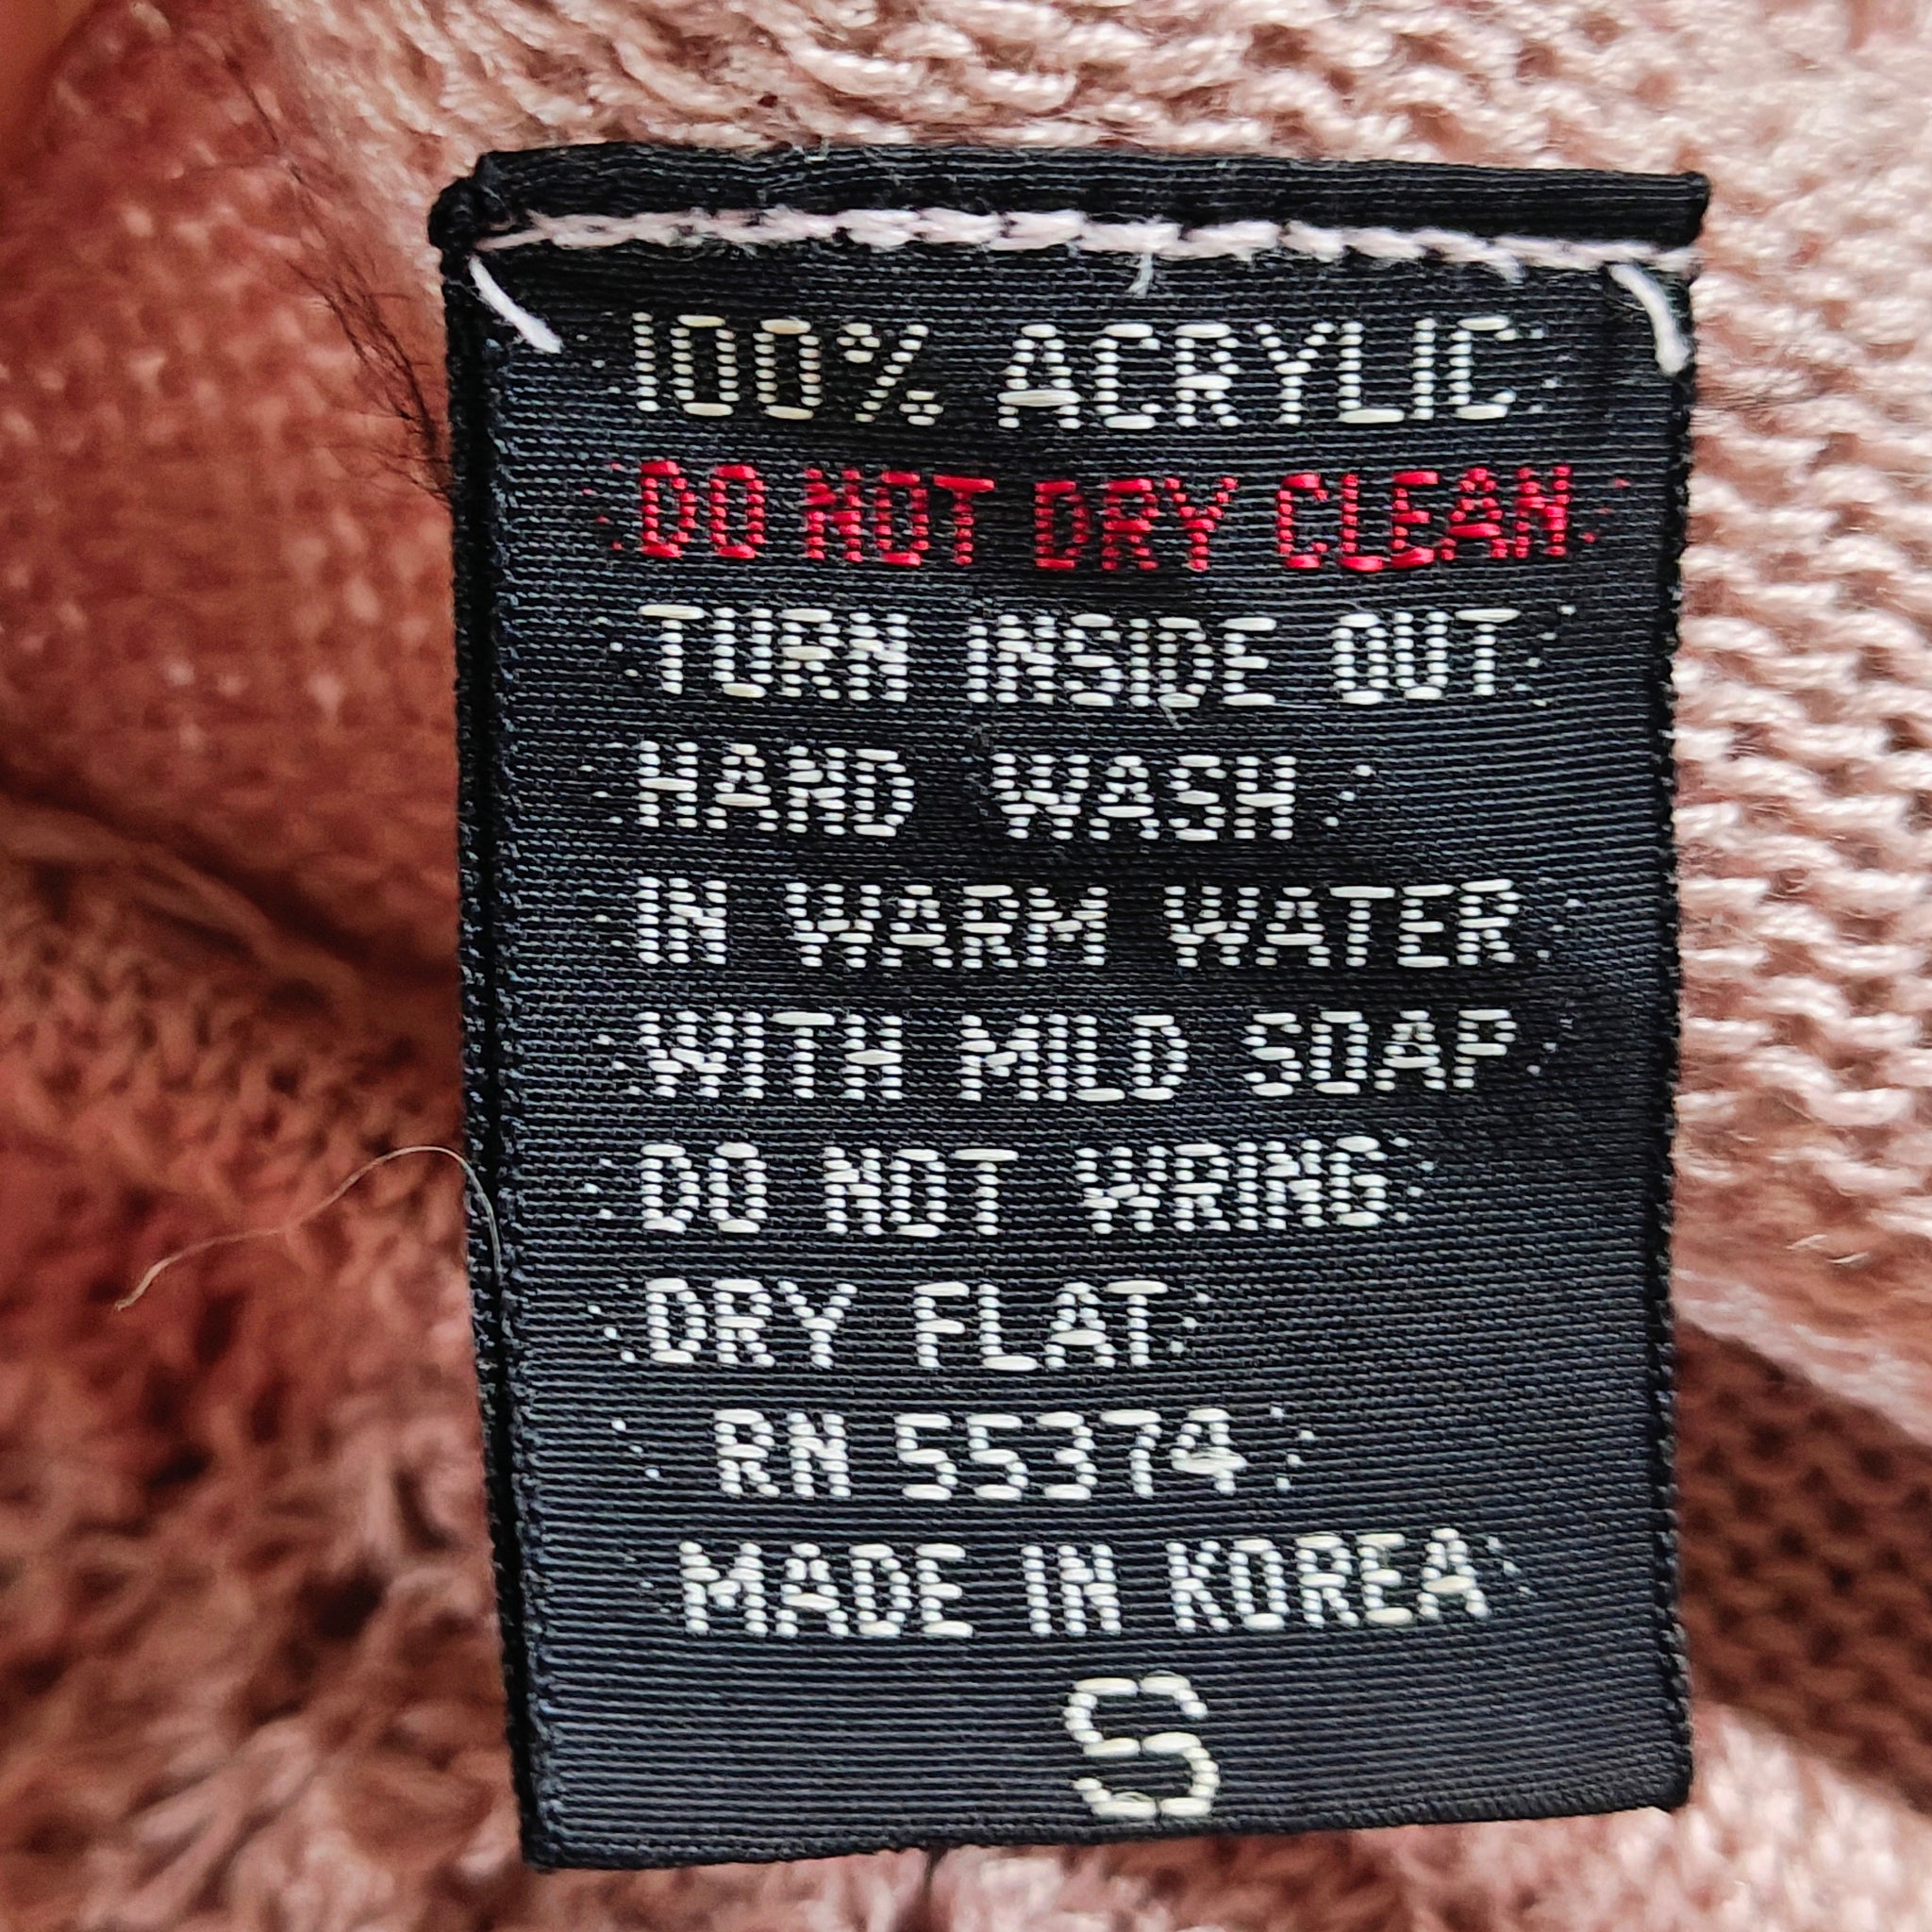 100% ACRYLIC
DO NOT DRY CLEAN
TURN INSIDE OUT
HAND WASH
IN WARM WATER
WITH MILD SOAP
DO NOT WRING
DRY FLAT
RN 55374
MADE IN KOREA
S